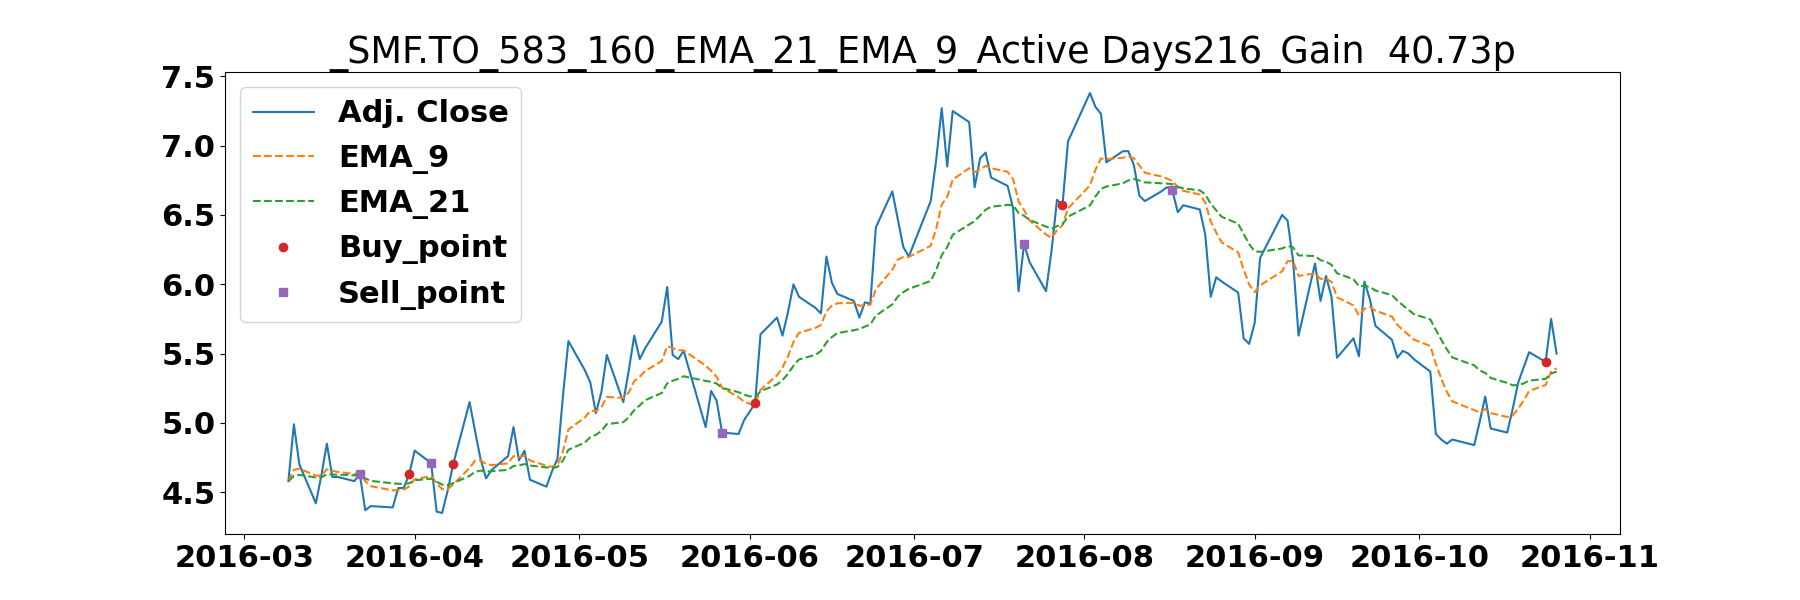 _SMF.TO_583_160_EMA_21_EMA_9_Active Days216_Gain  40.73p
7.5
7.0
6.5
6.0
5.5
5.0
4.5
Adj. Close
EMA_9
EMA_21
Buy_point
Sell_point
2016-03 2016-04 2016-05 2016-06 2016-07 2016-08 2016-09 2016-10 2016-11